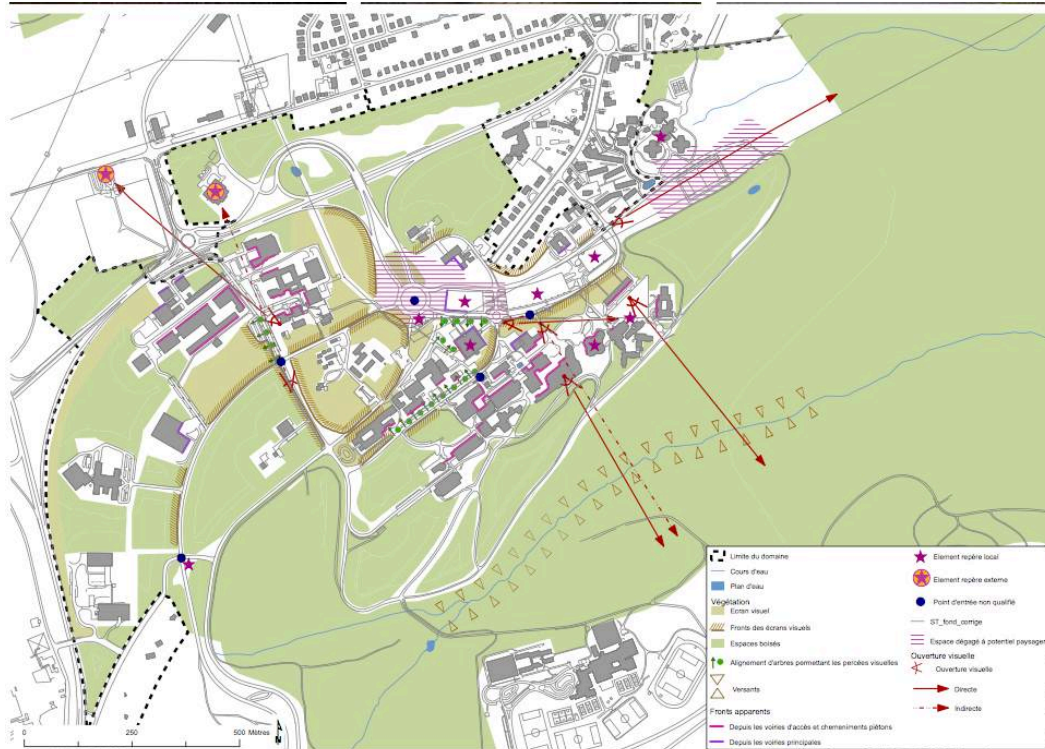 Limite du domaine
Cours d'eau
Plan d'eau
Végétation
Ecran visuel
Fronts des écrans visuels
Espaces boisés
Alignement d'arbres permettant les percées visuelles
Versants
Fronts apparents
Depuis les voiries d'accès et cheminements piétons
Depuis les voiries principales
Element repère local
Element repère externe
Point d'entrée non qualifié
ST_fond_corrige
Espace dégagé à potentiel paysager
Ouverture visuelle
Ouverture visuelle
Directe
Indirecte
0 250 500 Mètres
N